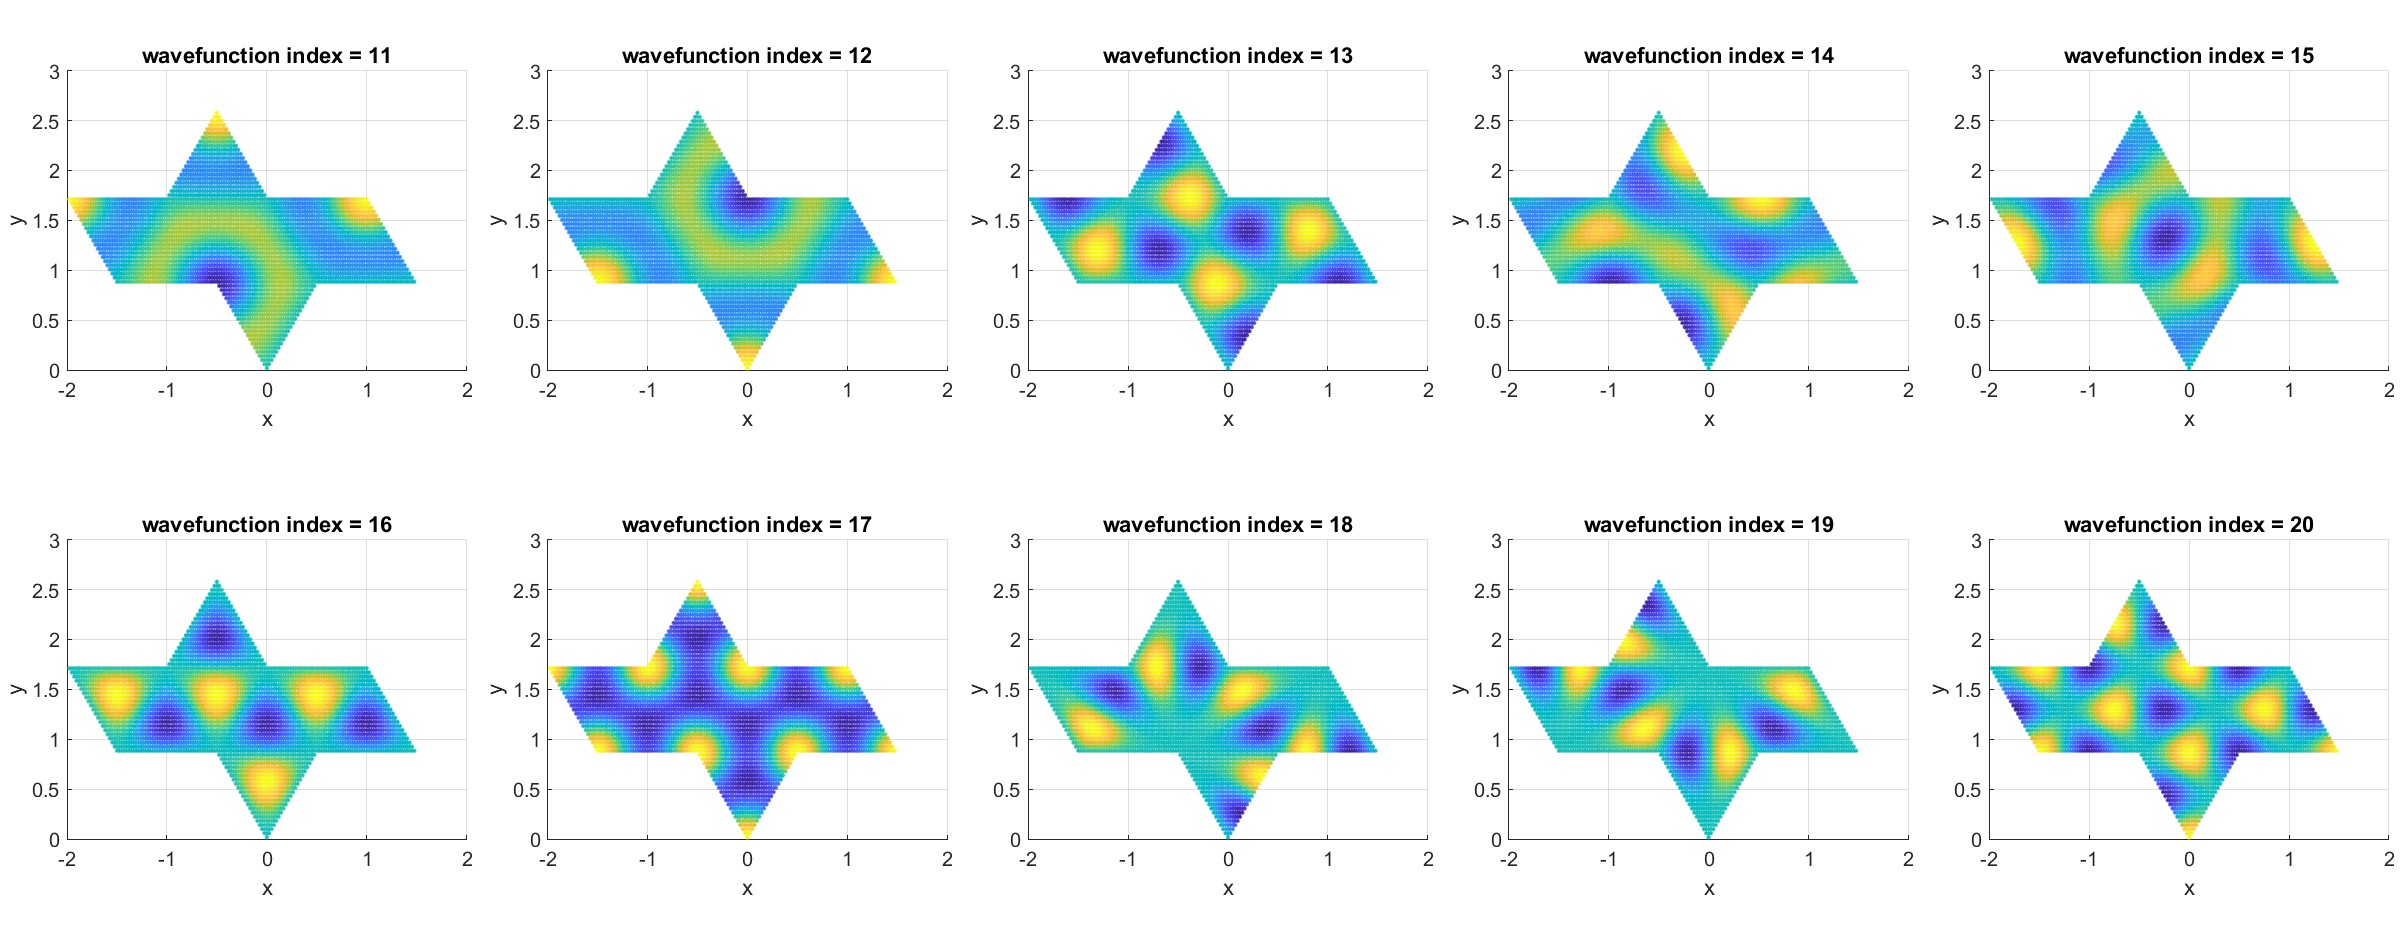 wavefunction index = 11
wavefunction index = 12
wavefunction index = 13
wavefunction index = 14
wavefunction index = 15
3 3 3 3 3
2.5 2.5 2.5 2.5 2.5
2 2 2 2 2
y 1.5 y 1.5 y 1.5 y 1.5 y 1.5
1 1 1 1 1
0.5 0.5 0.5 0.5 0.5
0 0 0 0 0
-2 -1 0 1 2 -2 -1 0 1 2 -2 -1 0 1 2 -2 -1 0 1 2 -2 -1 0 1 2
x x x x x
wavefunction index = 16
wavefunction index = 17
wavefunction index = 18
wavefunction index = 19
wavefunction index = 20
3 3 3 3 3
2.5 2.5 2.5 2.5 2.5
2 2 2 2 2
y 1.5 y 1.5 y 1.5 y 1.5 y 1.5
1 1 1 1 1
0.5 0.5 0.5 0.5 0.5
0 0 0 0 0
-2 -1 0 1 2 -2 -1 0 1 2 -2 -1 0 1 2 -2 -1 0 1 2 -2 -1 0 1 2
x x x x x